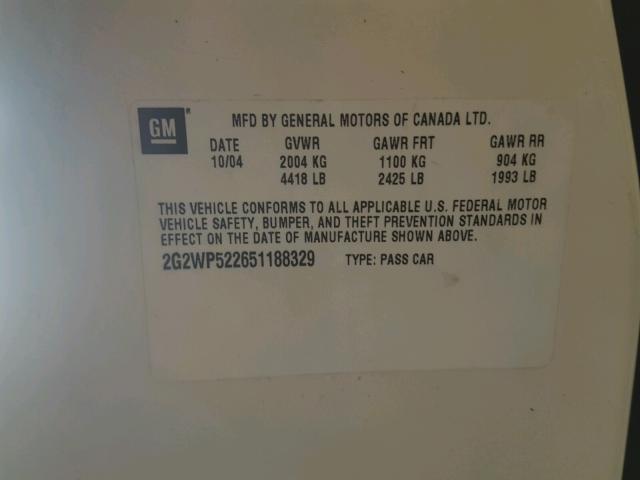 GM
MFD BY GENERAL MOTORS OF CANADA LTD.
DATE GVWR GAWR FRT GAWR RR
10/04 2004 KG 1100 KG 904 KG
4418 LB 2425 LB 1993 LB
THIS VEHICLE CONFORMS TO ALL APPLICABLE U.S. FEDERAL MOTOR
VEHICLE SAFETY, BUMPER, AND THEFT PREVENTION STANDARDS IN
EFFECT ON THE DATE OF MANUFACTURE SHOWN ABOVE.
2G2WP522651188329 TYPE: PASS CAR